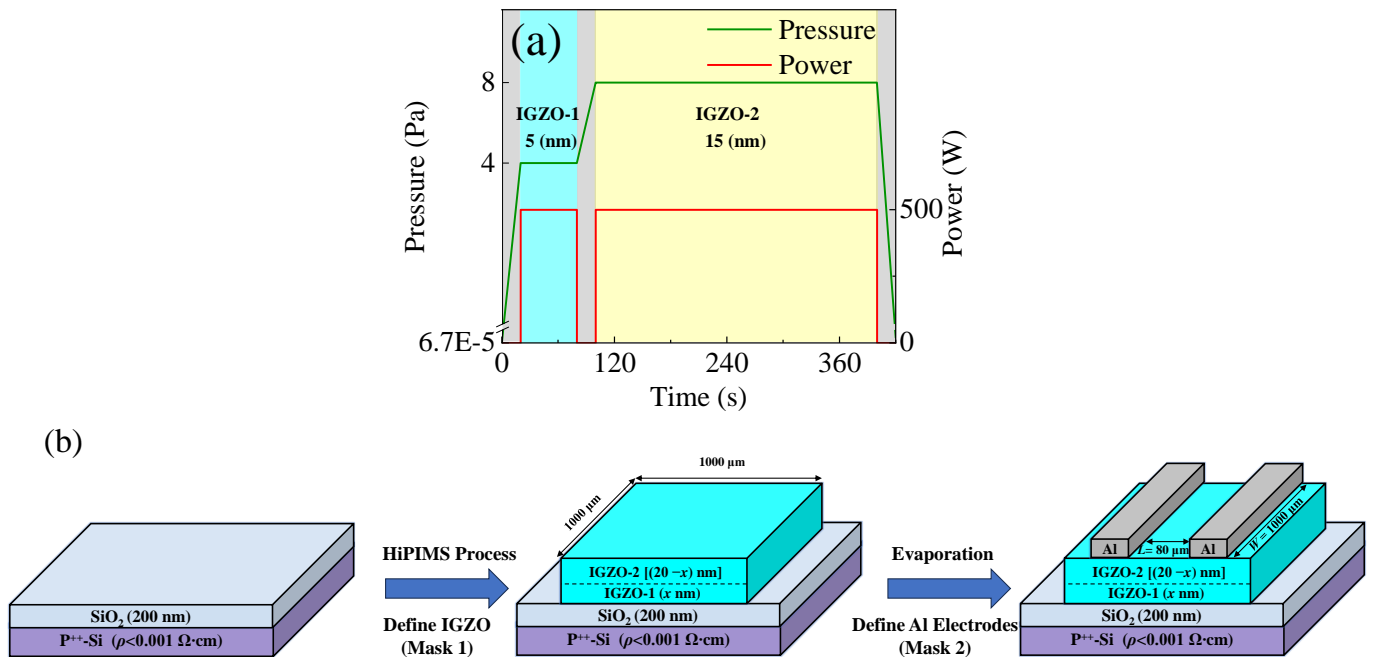 (a)
Pressure
Power
8
4
6.7E-5
Pressure (Pa)
IGZO-1
5 (nm)
IGZO-2
15 (nm)
500
0
Power (W)
0
120
240
360
Time (s)
(b)
SiO₂ (200 nm)
P⁺⁺-Si (ρ<0.001 Ω·cm)
HiPIMS Process
Define IGZO
(Mask 1)
1000 μm
1000 μm
IGZO-2 [(20 −x) nm]
IGZO-1 (x nm)
SiO₂ (200 nm)
P⁺⁺-Si (ρ<0.001 Ω·cm)
Evaporation
Define Al Electrodes
(Mask 2)
Al
L= 80 μm
Al
W = 1000 μm
IGZO-2 [(20 −x) nm]
IGZO-1 (x nm)
SiO₂ (200 nm)
P⁺⁺-Si (ρ<0.001 Ω·cm)